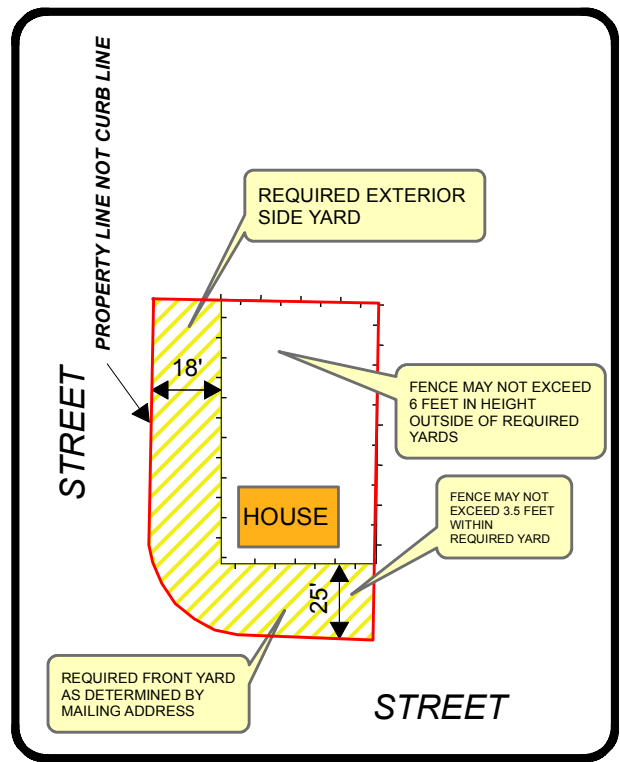 PROPERTY LINE NOT CURB LINE
REQUIRED EXTERIOR
SIDE YARD
STREET
18'
FENCE MAY NOT EXCEED
6 FEET IN HEIGHT
OUTSIDE OF REQUIRED
YARDS
HOUSE
FENCE MAY NOT
EXCEED 3.5 FEET
WITHIN
REQUIRED YARD
25'
REQUIRED FRONT YARD
AS DETERMINED BY
MAILING ADDRESS
STREET